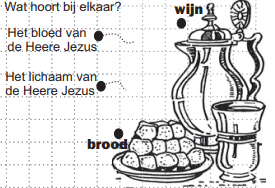 Wat hoort bij elkaar?
wijn
Het bloed van
de Heere Jezus
Het lichaam van
de Heere Jezus
brood